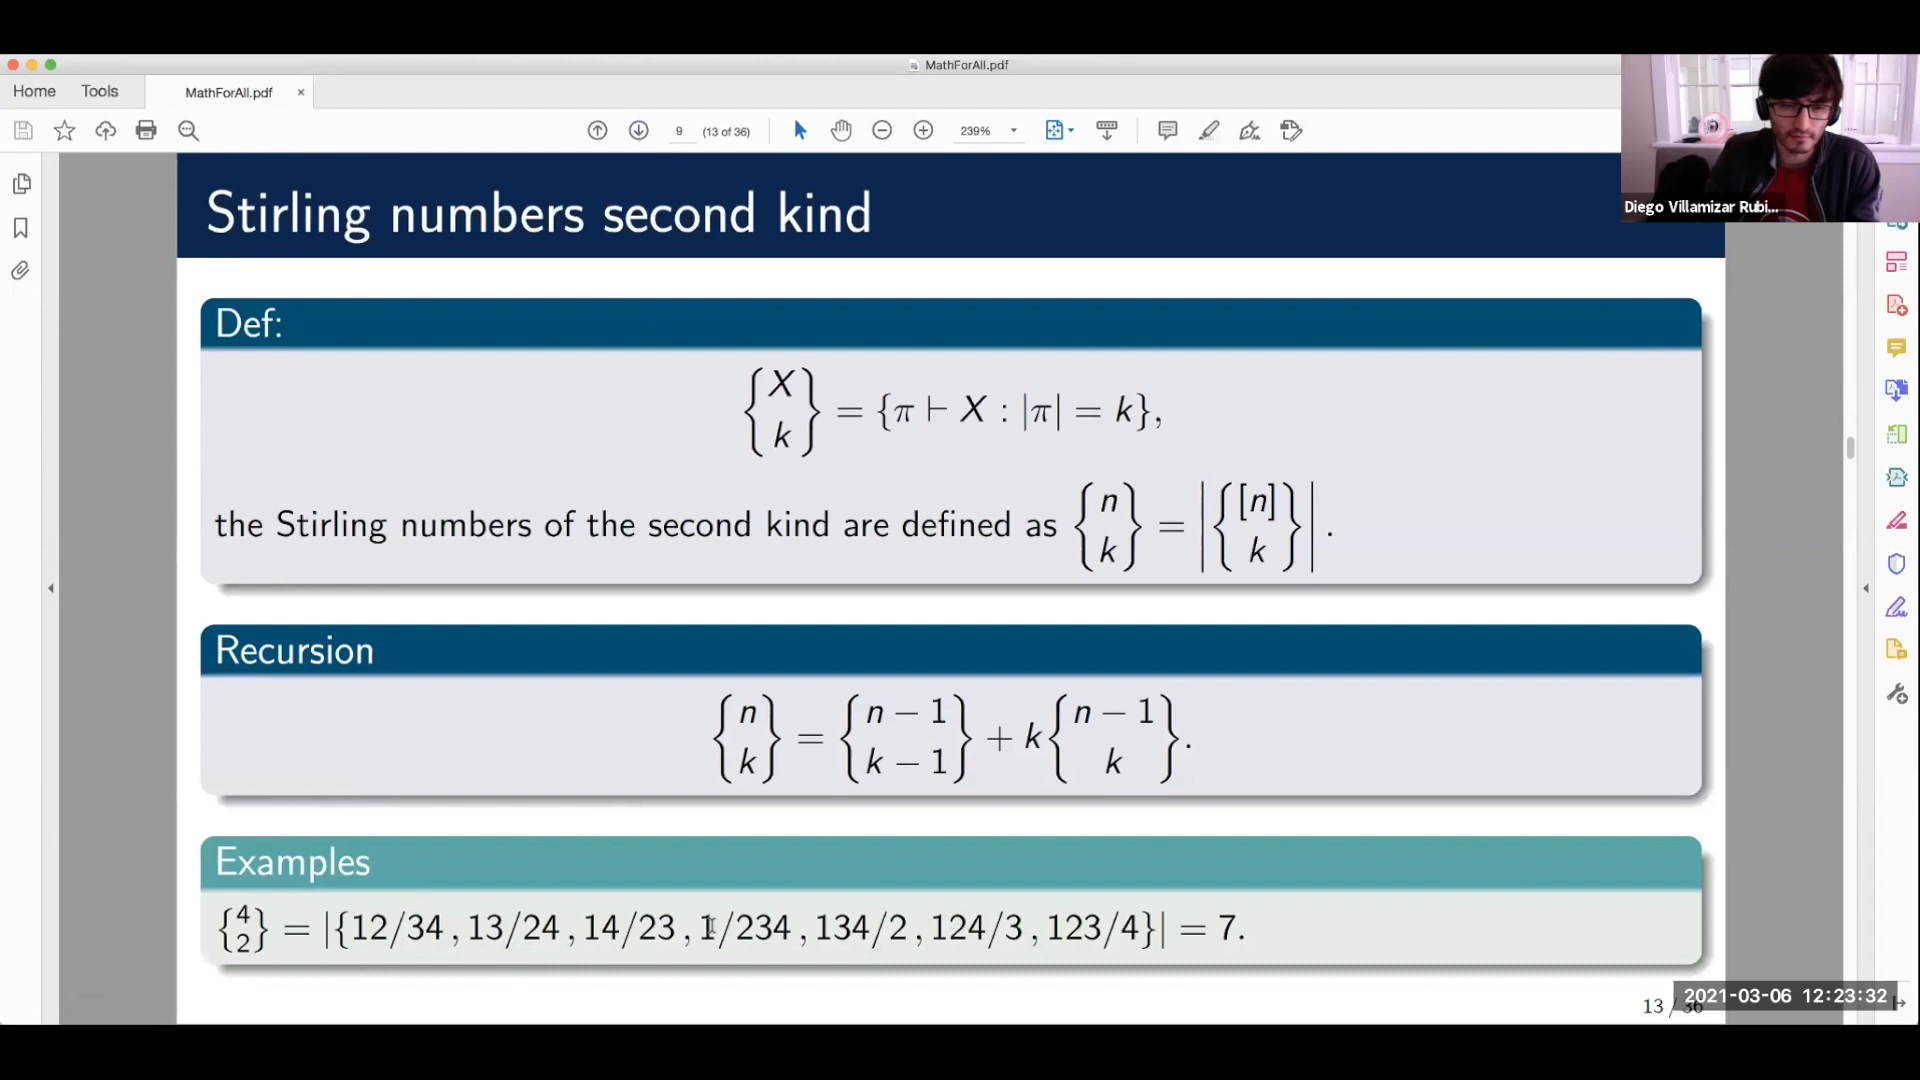 MathForAll.pdf
Home Tools MathForAll.pdf ×
9 (13 of 36) 239%
Diego Villamizar Rubi...
Stirling numbers second kind
Def:
{X k} = {π ⊢ X : |π| = k},
the Stirling numbers of the second kind are defined as {n k} = |{[n] k}|.
Recursion
{n k} = {n − 1 k − 1} + k{n − 1 k}.
Examples
{4 2} = |{12/34 , 13/24 , 14/23 , 1/234 , 134/2 , 124/3 , 123/4}| = 7.
13 / 36
2021-03-06 12:23:32